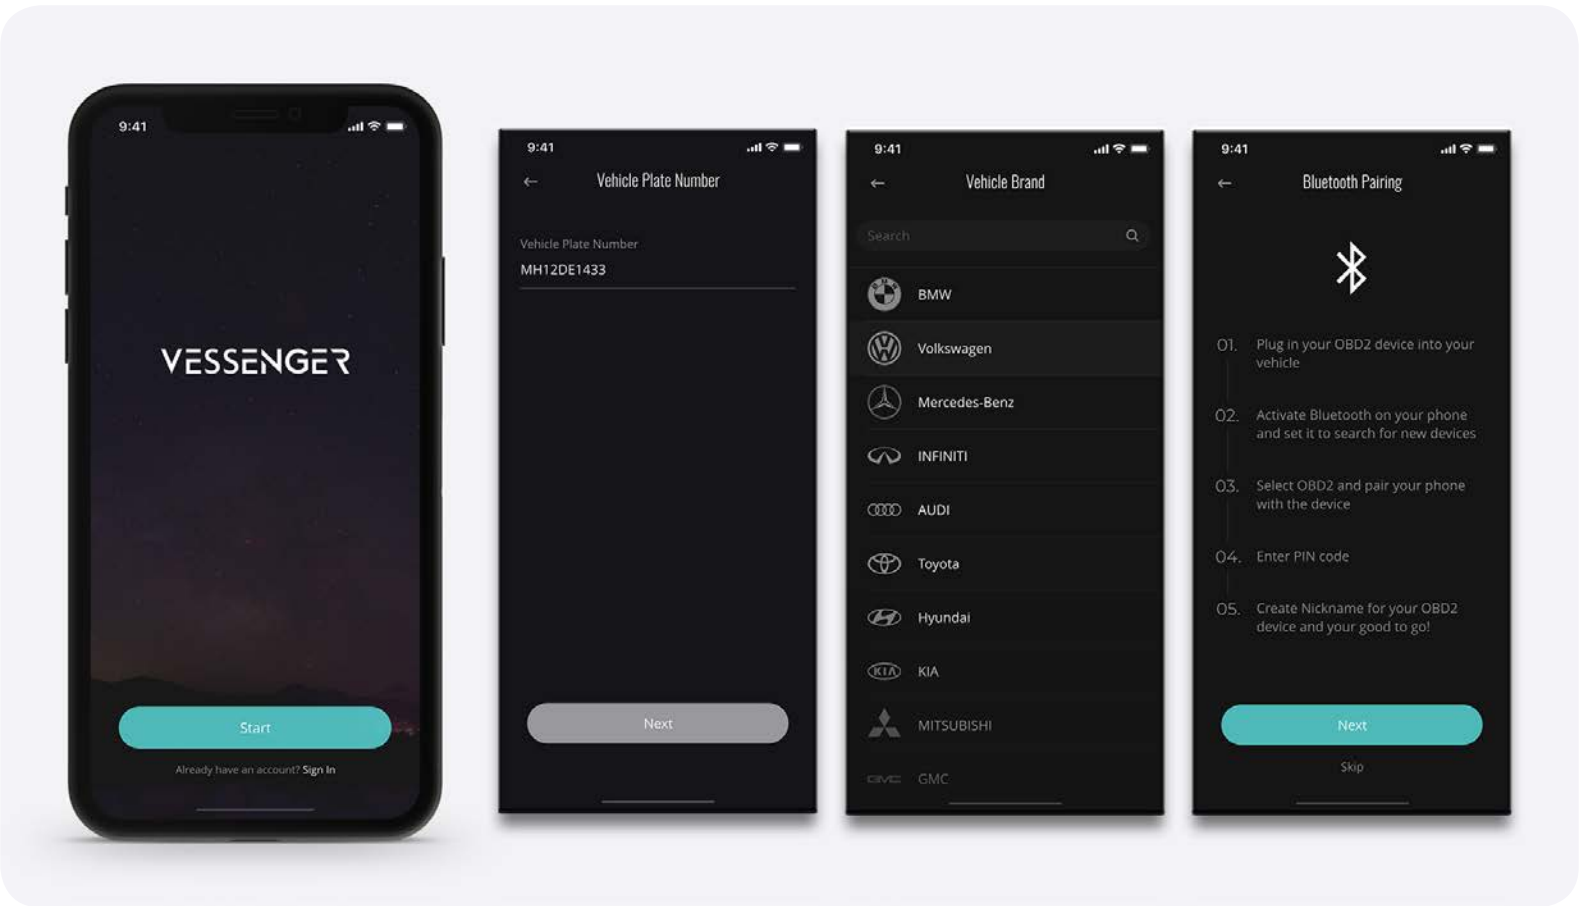 9:41
VESSENGER
Start
Already have an account? Sign In
9:41
Vehicle Plate Number
Vehicle Plate Number
MH12DE1433
Next
9:41
Vehicle Brand
Search
BMW
Volkswagen
Mercedes-Benz
INFINITI
AUDI
Toyota
Hyundai
KIA KIA
MITSUBISHI
GMC GMC
9:41
Bluetooth Pairing
01. Plug in your OBD2 device into your
vehicle
02. Activate Bluetooth on your phone
and set it to search for new devices
03. Select OBD2 and pair your phone
with the device
04. Enter PIN code
05. Create Nickname for your OBD2
device and your good to go!
Next
Skip